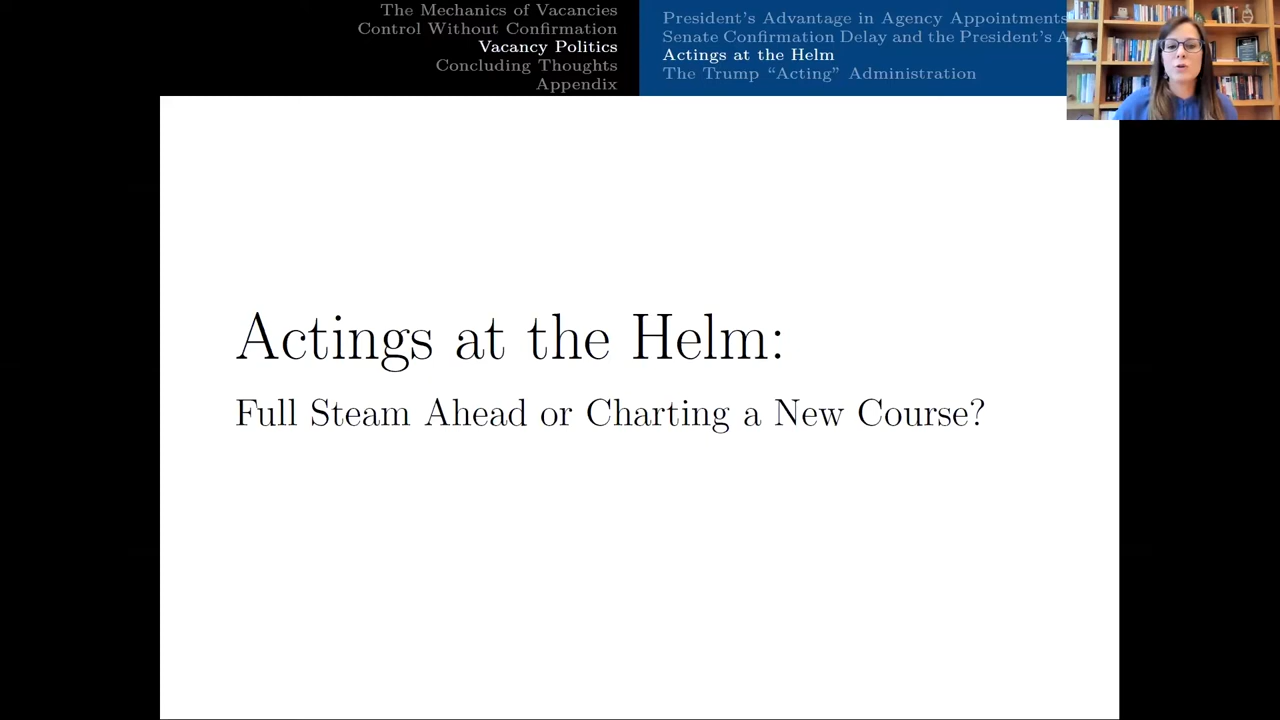 The Mechanics of Vacancies
Control Without Confirmation
Vacancy Politics
Concluding Thoughts
Appendix
President's Advantage in Agency Appointments
Senate Confirmation Delay and the President's A
Actings at the Helm
The Trump “Acting” Administration
Actings at the Helm:
Full Steam Ahead or Charting a New Course?